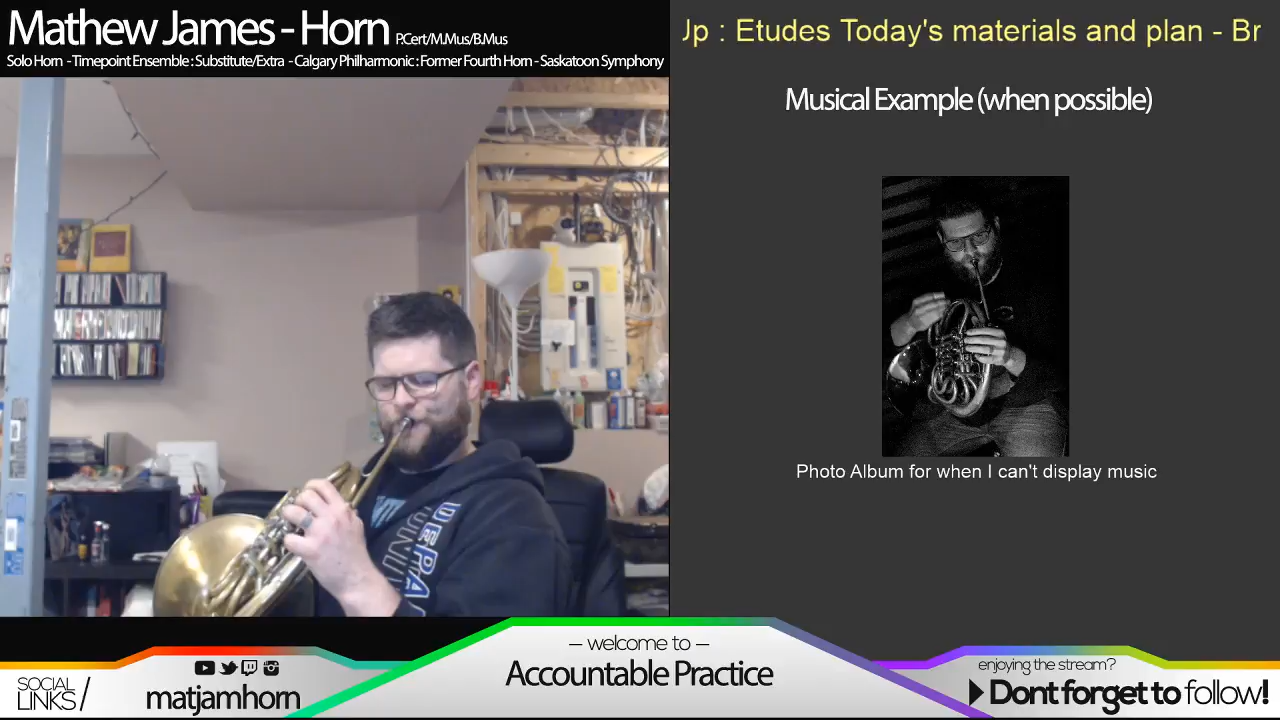 Mathew James - Horn P.Cert/M.Mus/B.Mus
Solo Horn - Timepoint Ensemble : Substitute/Extra - Calgary Philharmonic : Former Fourth Horn - Saskatoon Symphony
Jp : Etudes Today's materials and plan - Br
Musical Example (when possible)
Photo Album for when I can't display music
SOCIAL
LINKS /
matjamhorn
– welcome to –
Accountable Practice
enjoying the stream?
Dont forget to follow!